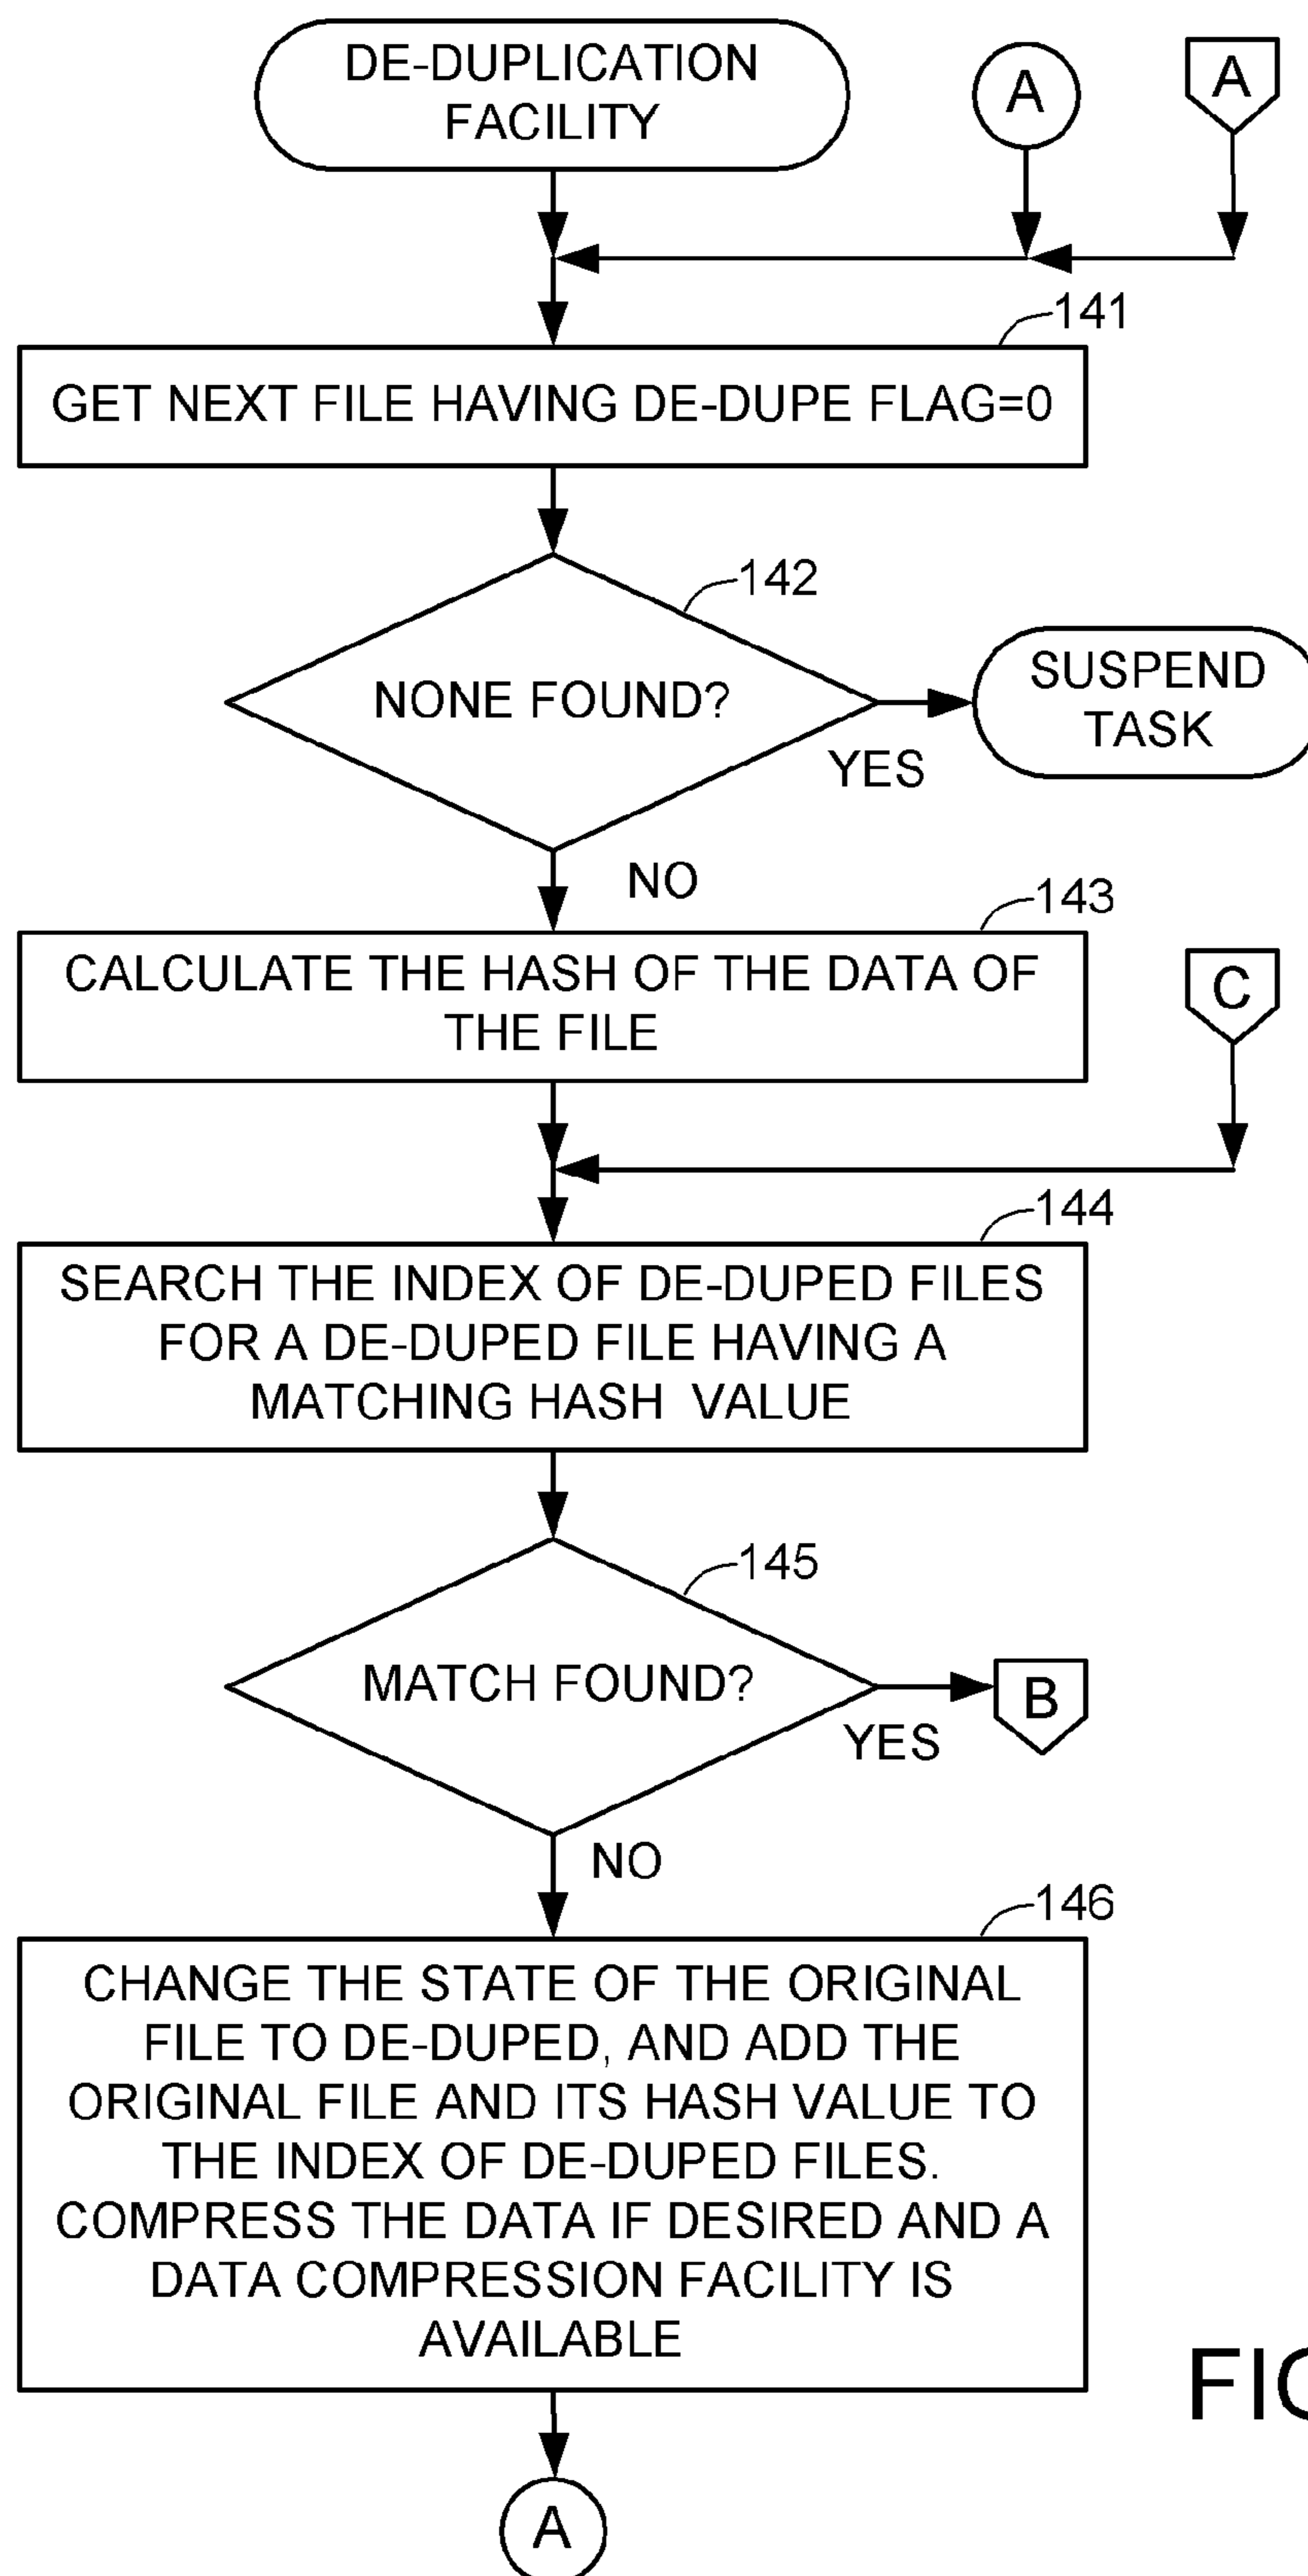 DE-DUPLICATION
FACILITY
A
A
141
GET NEXT FILE HAVING DE-DUPE FLAG=0
142
NONE FOUND?
SUSPEND
TASK
YES
NO
143
CALCULATE THE HASH OF THE DATA OF
THE FILE
C
144
SEARCH THE INDEX OF DE-DUPED FILES
FOR A DE-DUPED FILE HAVING A
MATCHING HASH VALUE
145
MATCH FOUND?
B
YES
NO
146
CHANGE THE STATE OF THE ORIGINAL
FILE TO DE-DUPED, AND ADD THE
ORIGINAL FILE AND ITS HASH VALUE TO
THE INDEX OF DE-DUPED FILES.
COMPRESS THE DATA IF DESIRED AND A
DATA COMPRESSION FACILITY IS
AVAILABLE
A